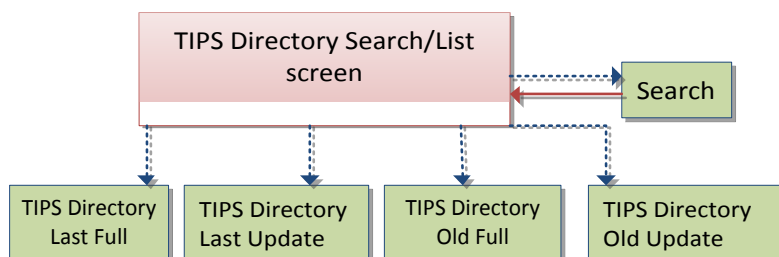 TIPS Directory Search/List
screen
Search
TIPS Directory
Last Full
TIPS Directory
Last Update
TIPS Directory
Old Full
TIPS Directory
Old Update